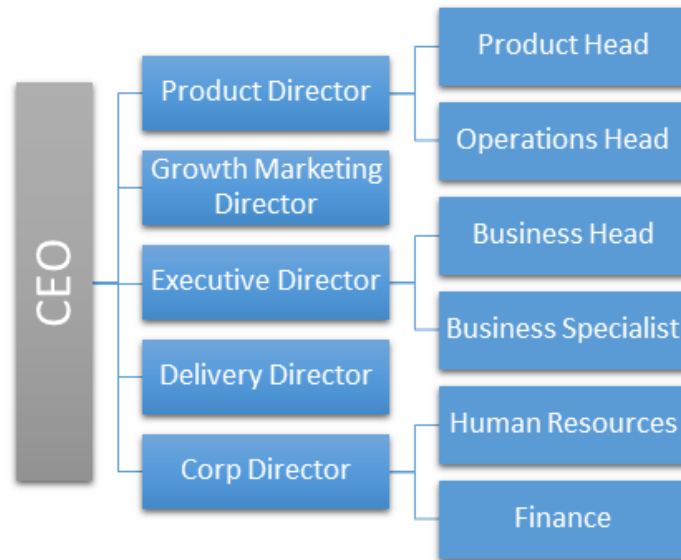 CEO
Product Director
Growth Marketing
Director
Executive Director
Delivery Director
Corp Director
Product Head
Operations Head
Business Head
Business Specialist
Human Resources
Finance